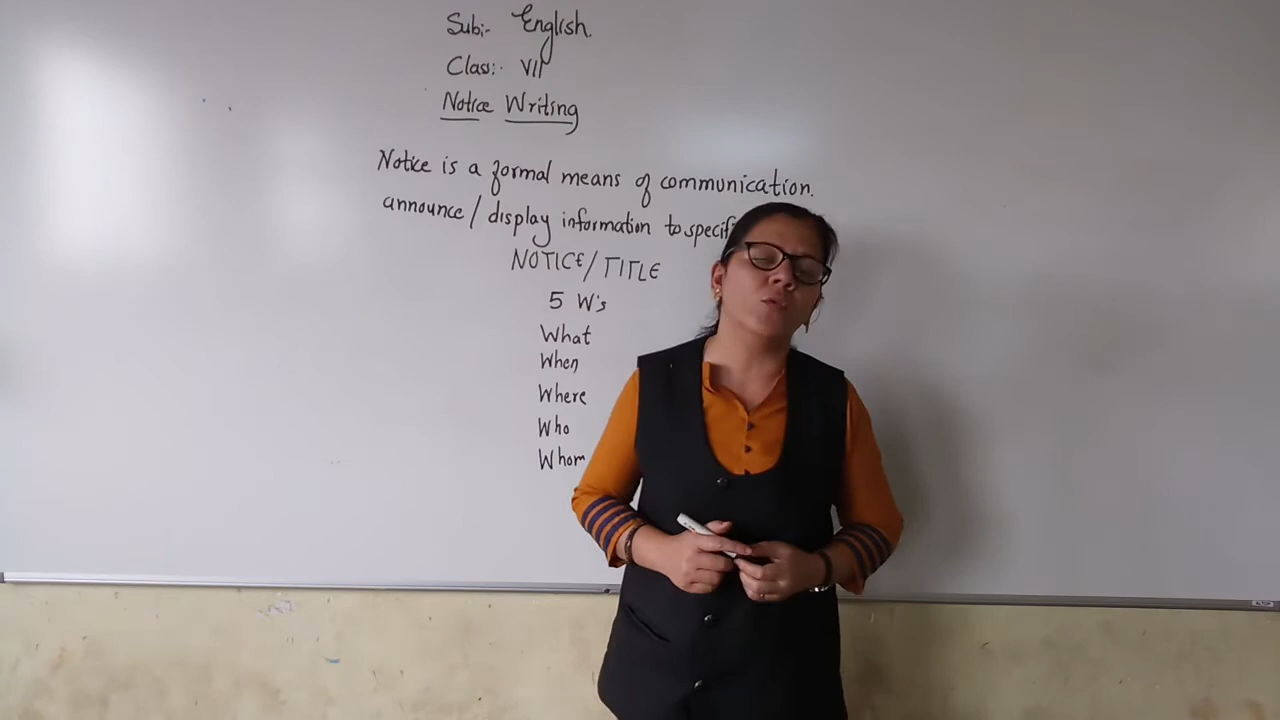 Sub:- English.
Class:- VII
Notice Writing
Notice is a formal means of communication.
announce / display information to
NOTICE/TITLE
5 W's
What
When
Where
Who
Whom